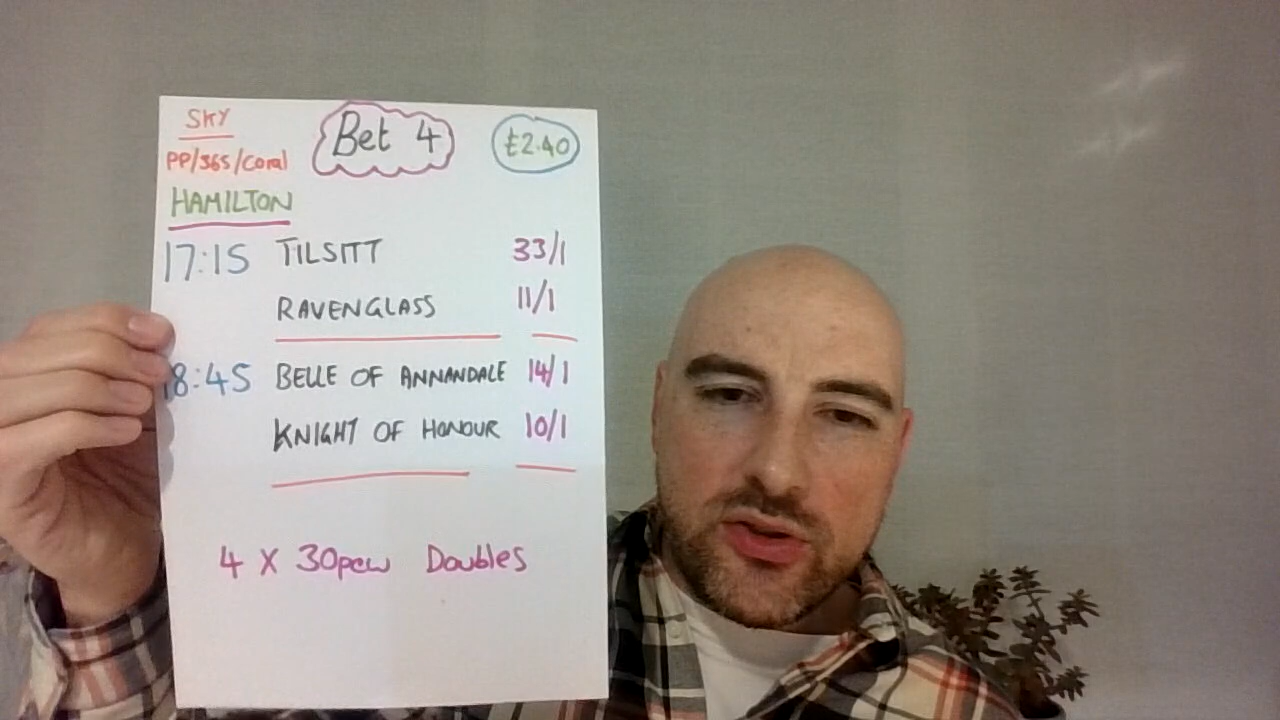 SKY
Bet 4
£2.40
PP/365/Coral
HAMILTON
17:15 TILSITT 33/1
RAVENGLASS 11/1
18:45 BELLE OF ANNANDALE 14/1
KNIGHT OF HONOUR 10/1
4 X 30pew Doubles